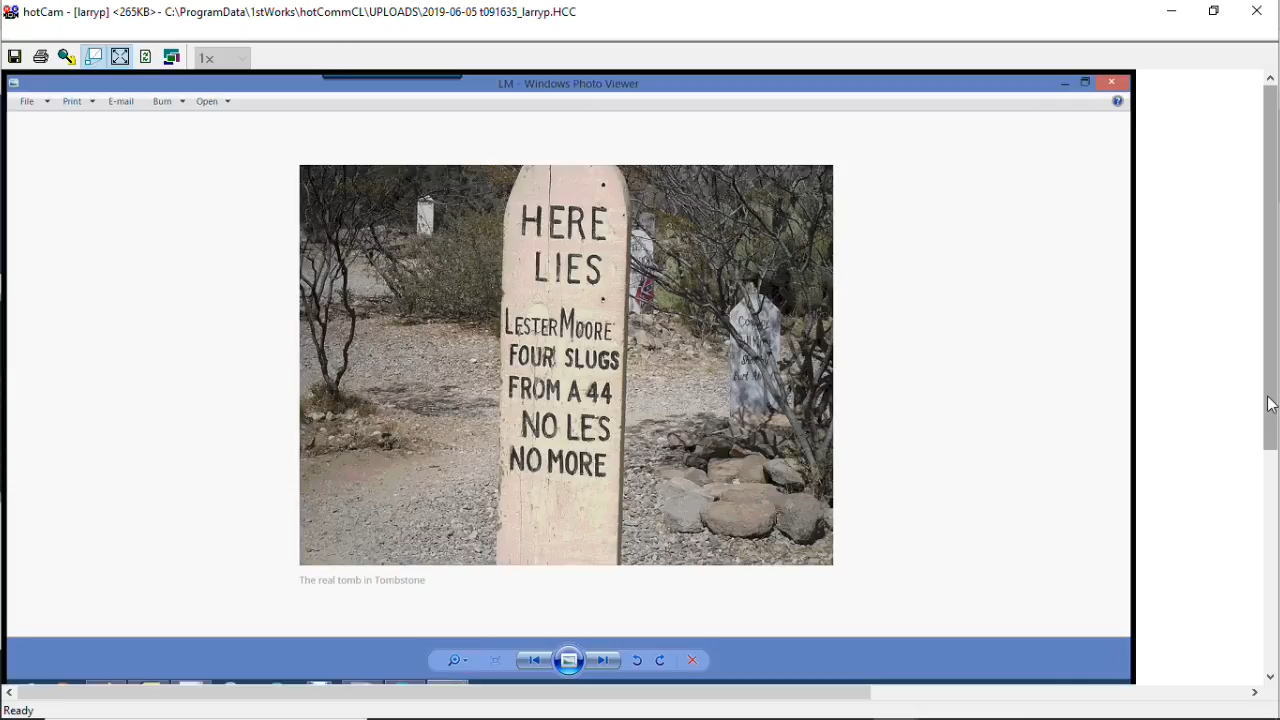 hotCam - [larryp] <265KB> - C:\ProgramData\1stWorks\hotCommCL\UPLOADS\2019-06-05 t091635_larryp.HCC
1x
LM - Windows Photo Viewer
File Print E-mail Burn Open
HERE
LIES
LESTER MOORE
FOUR SLUGS
FROM A 44
NO LES
NO MORE
The real tomb in Tombstone
Ready